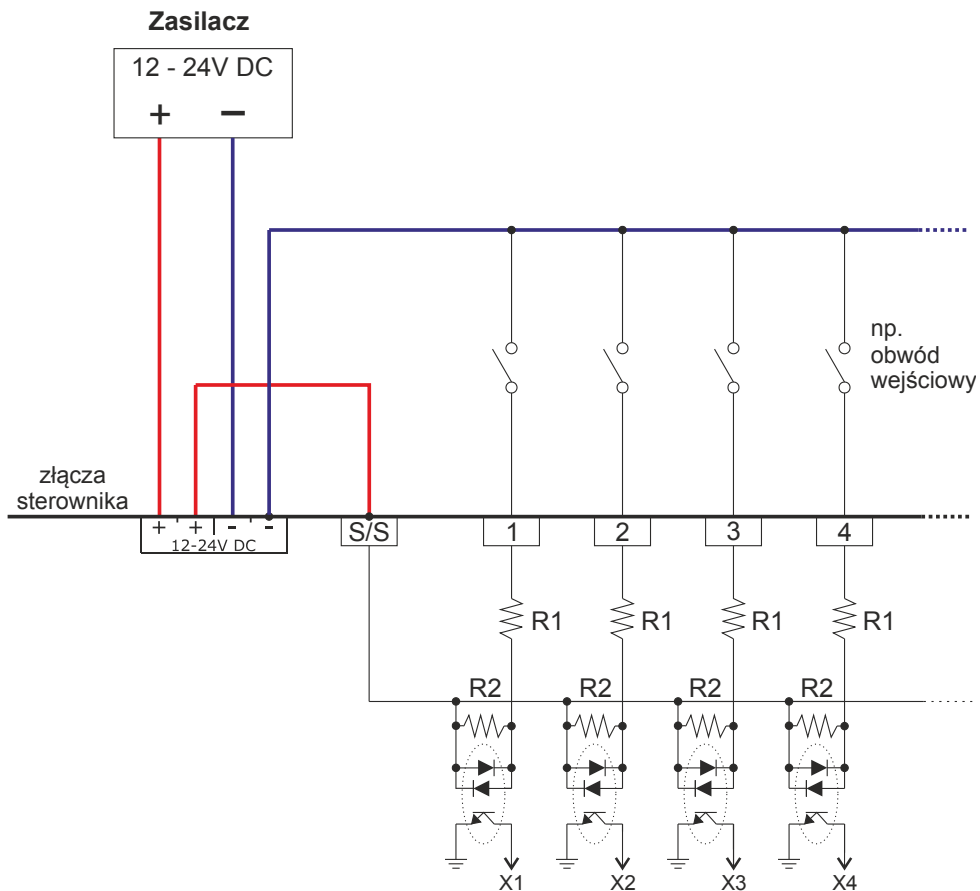 Zasilacz
12 - 24V DC
+ −
np.
obwód
wejściowy
złącza
sterownika
+ + - -
12-24V DC
S/S 1 2 3 4
R1 R1 R1 R1
R2 R2 R2 R2
X1 X2 X3 X4